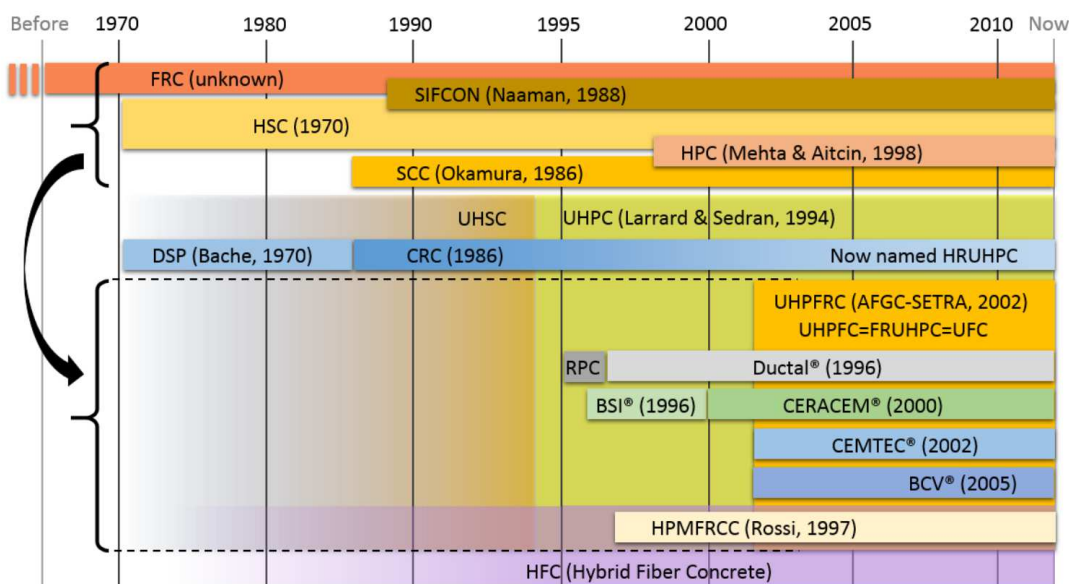 Before 1970 1980 1990 1995 2000 2005 2010 Now
FRC (unknown)
SIFCON (Naaman, 1988)
HSC (1970)
HPC (Mehta & Aitcin, 1998)
SCC (Okamura, 1986)
UHSC UHPC (Larrard & Sedran, 1994)
DSP (Bache, 1970) CRC (1986) Now named HRUHPC
UHPFRC (AFGC-SETRA, 2002)
UHPFC=FRUHPC=UFC
RPC Ductal® (1996)
BSI® (1996) CERACEM® (2000)
CEMTEC® (2002)
BCV® (2005)
HPMFRCC (Rossi, 1997)
HFC (Hybrid Fiber Concrete)